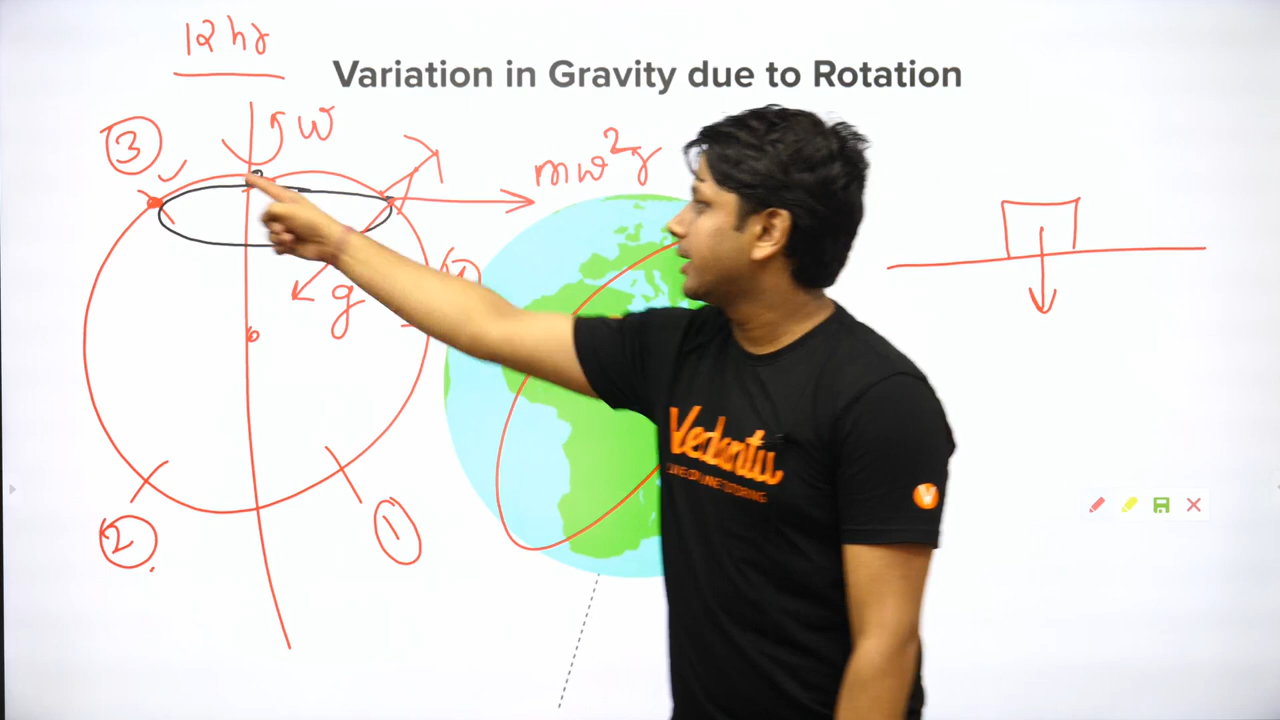 12 hr
Variation in Gravity due to Rotation
ω
3
mω²r
g
2
1
Vedantu
LIVE ONLINE TUTORING